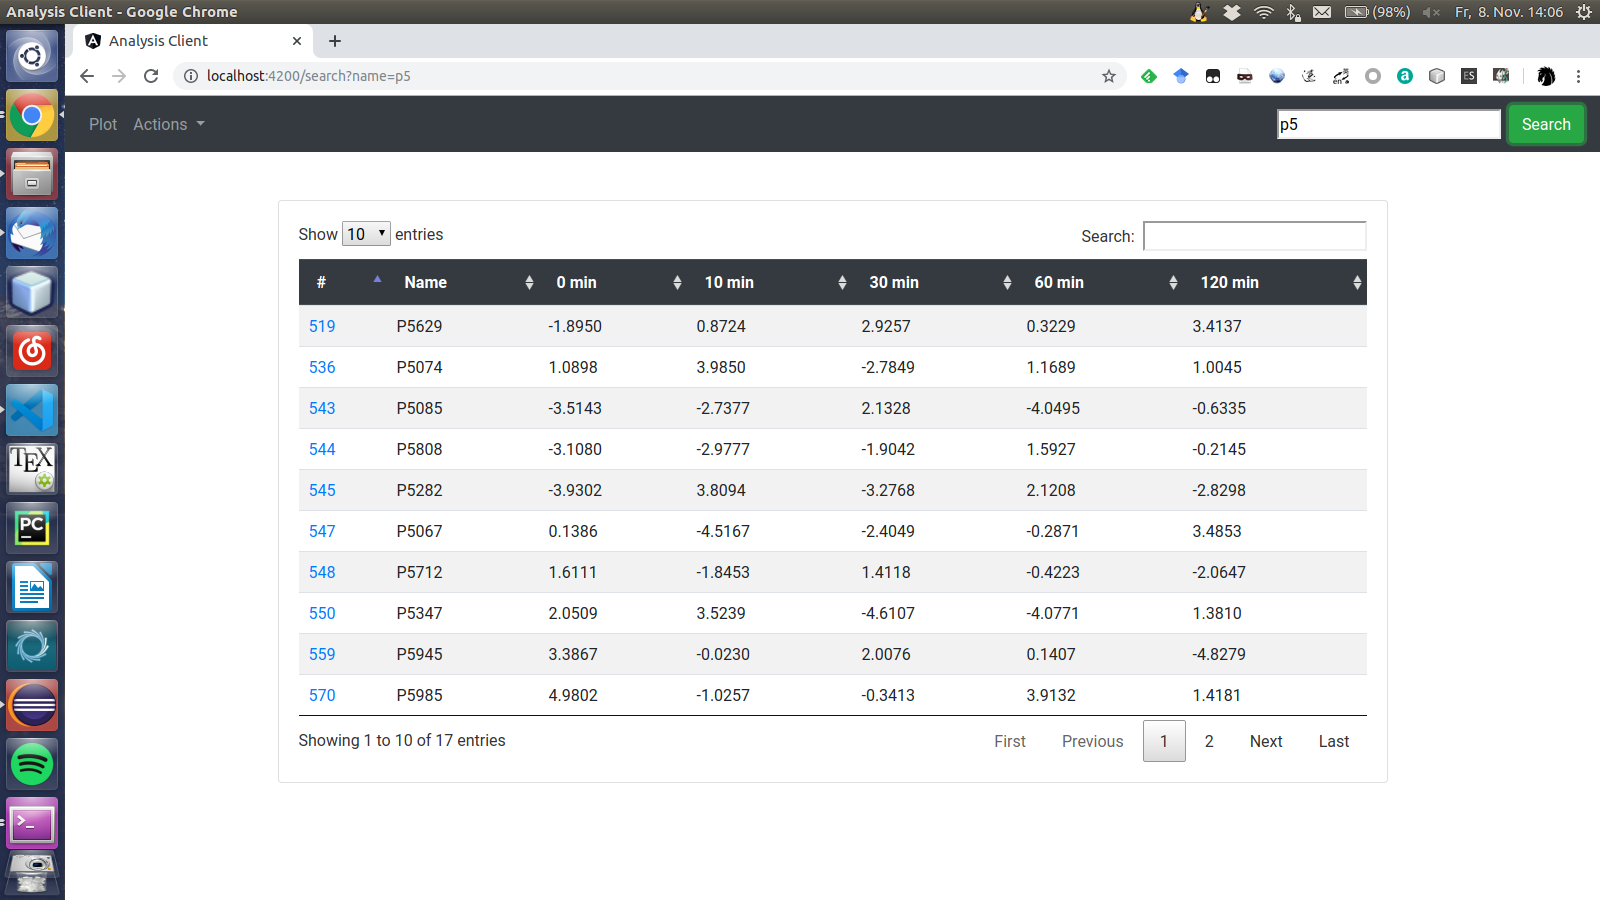 Analysis Client - Google Chrome
(98%)
Fr, 8. Nov. 14:06
Analysis Client
localhost:4200/search?name=p5
en
a
ES
Plot
Actions
p5
Search
Show 10 entries
Search:
# Name 0 min 10 min 30 min 60 min 120 min
519 P5629 -1.8950 0.8724 2.9257 0.3229 3.4137
536 P5074 1.0898 3.9850 -2.7849 1.1689 1.0045
543 P5085 -3.5143 -2.7377 2.1328 -4.0495 -0.6335
544 P5808 -3.1080 -2.9777 -1.9042 1.5927 -0.2145
545 P5282 -3.9302 3.8094 -3.2768 2.1208 -2.8298
547 P5067 0.1386 -4.5167 -2.4049 -0.2871 3.4853
548 P5712 1.6111 -1.8453 1.4118 -0.4223 -2.0647
550 P5347 2.0509 3.5239 -4.6107 -4.0771 1.3810
559 P5945 3.3867 -0.0230 2.0076 0.1407 -4.8279
570 P5985 4.9802 -1.0257 -0.3413 3.9132 1.4181
Showing 1 to 10 of 17 entries
First Previous 1 2 Next Last
TEX
PC